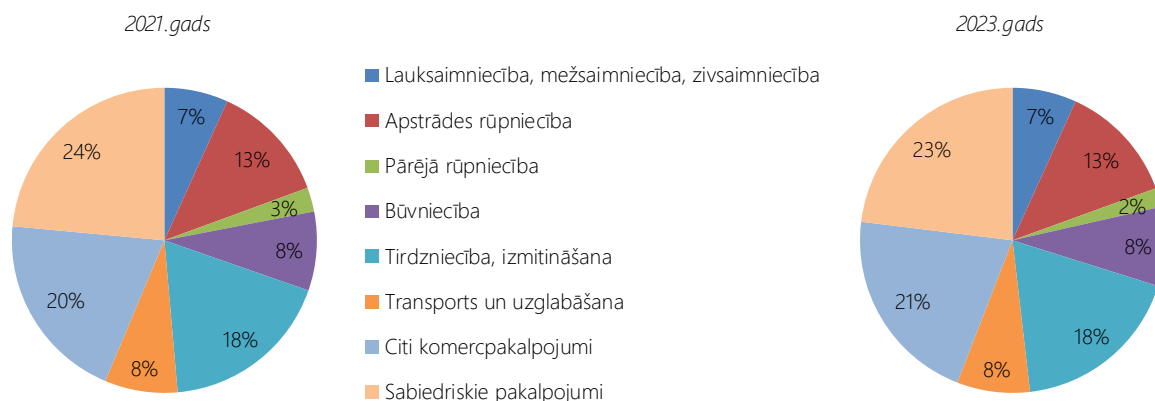 2021.gads
2023.gads
Lauksaimniecība, mežsaimniecība, zivsaimniecība
Apstrādes rūpniecība
Pārējā rūpniecība
Būvniecība
Tirdzniecība, izmitināšana
Transports un uzglabāšana
Citi komercpakalpojumi
Sabiedriskie pakalpojumi
7%
13%
3%
8%
18%
8%
20%
24%
7%
13%
2%
8%
18%
8%
21%
23%